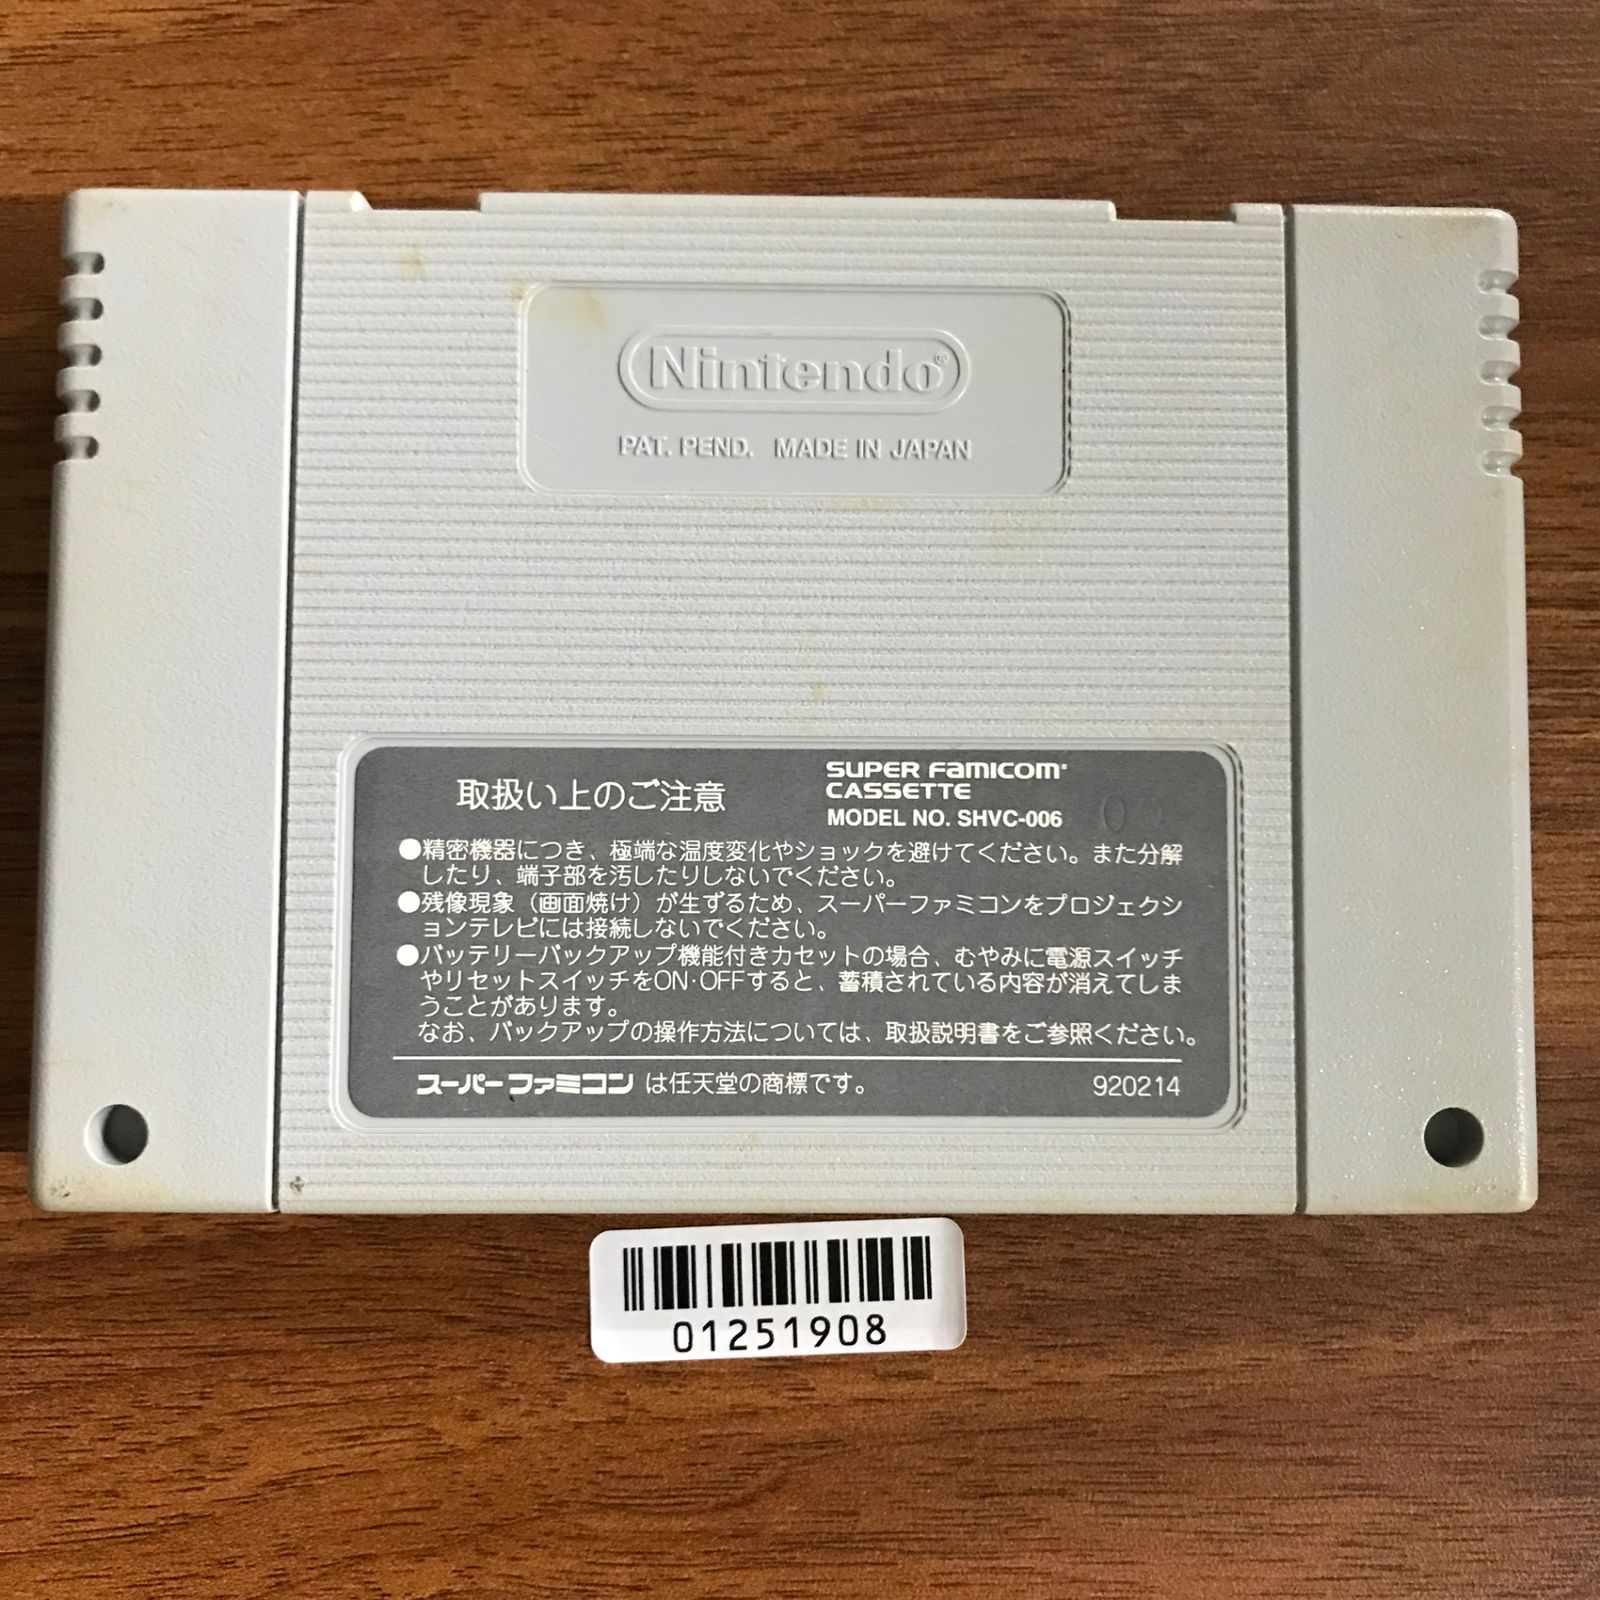 Nintendo®
PAT. PEND. MADE IN JAPAN
取扱い上のご注意
SUPER FAMICOM
CASSETTE
MODEL NO. SHVC-006
●精密機器につき、極端な温度変化やショックを避けてください。また分解
したり、端子部を汚したりしないでください。
●残像現象（画面焼け）が生ずるため、スーパーファミコンをプロジェクシ
ョンテレビには接続しないでください。
●バッテリーバックアップ機能付きカセットの場合、むやみに電源スイッチ
やリセットスイッチをON·OFFすると、蓄積されている内容が消えてしま
うことがあります。
なお、バックアップの操作方法については、取扱説明書をご参照ください。
スーパーファミコン は任天堂の商標です。
920214
01251908